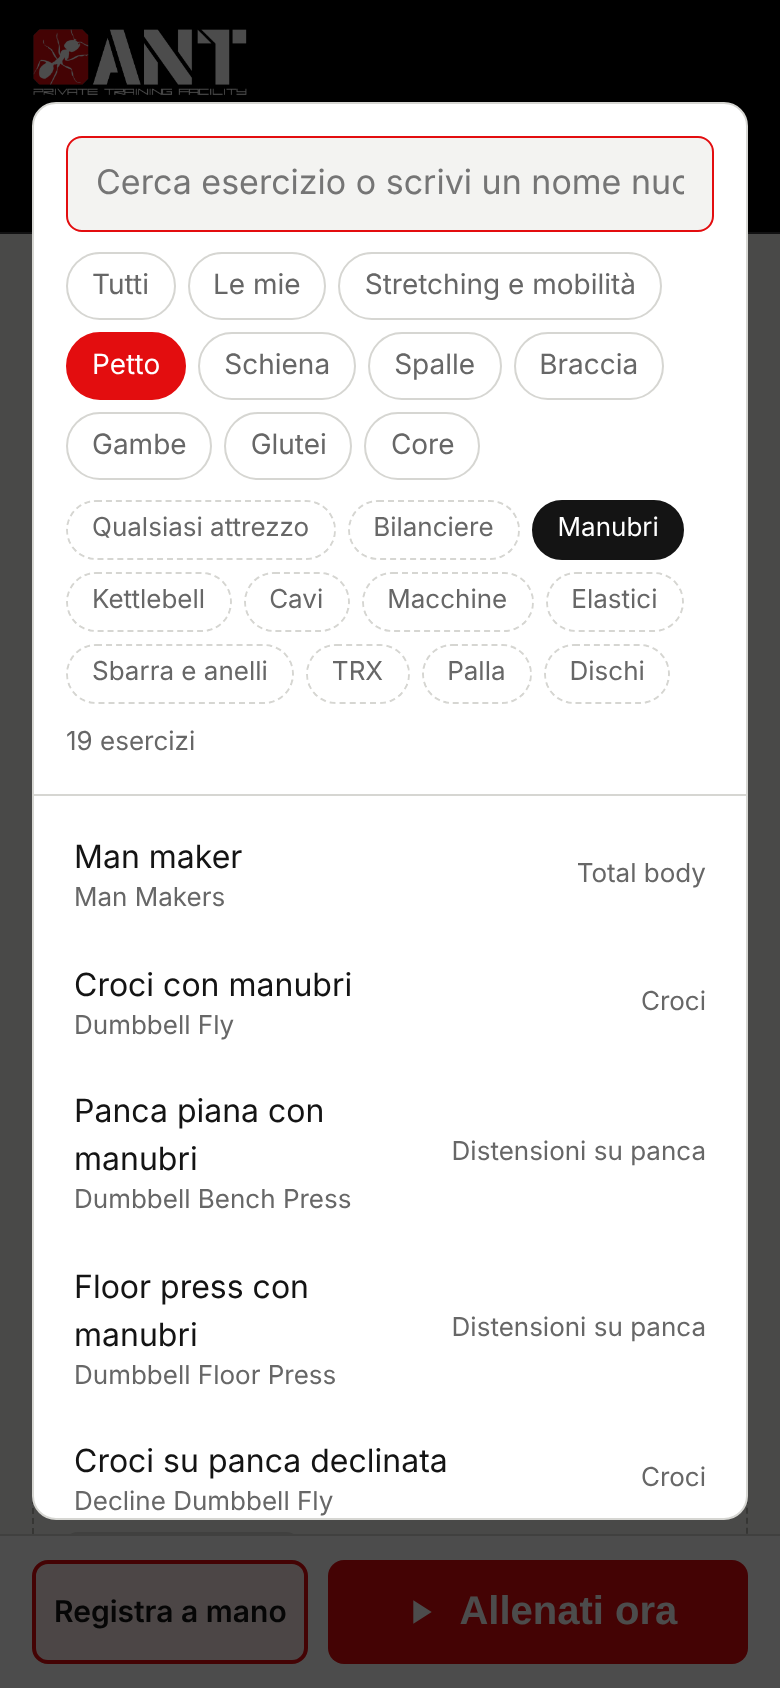 ANT
PRIVATE TRAINING FACILITY
Cerca esercizio o scrivi un nome nuo
Tutti
Le mie
Stretching e mobilità
Petto
Schiena
Spalle
Braccia
Gambe
Glutei
Core
Qualsiasi attrezzo
Bilanciere
Manubri
Kettlebell
Cavi
Macchine
Elastici
Sbarra e anelli
TRX
Palla
Dischi
19 esercizi
Man maker
Man Makers
Total body
Croci con manubri
Dumbbell Fly
Croci
Panca piana con
manubri
Dumbbell Bench Press
Distensioni su panca
Floor press con
manubri
Dumbbell Floor Press
Distensioni su panca
Croci su panca declinata
Decline Dumbbell Fly
Croci
Registra a mano
Allenati ora